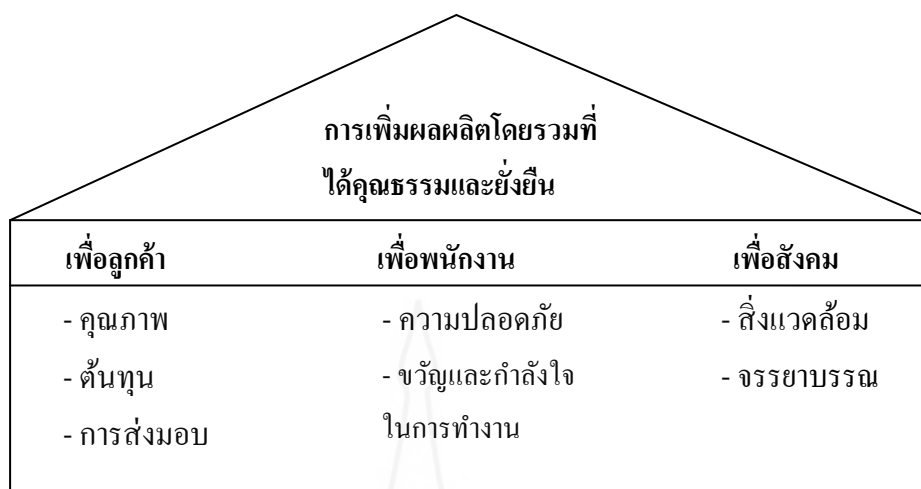 การเพิ่มผลผลิตโดยรวมที่
ได้คุณธรรมและยั่งยืน
เพื่อลูกค้า
- คุณภาพ
- ต้นทุน
- การส่งมอบ
เพื่อพนักงาน
- ความปลอดภัย
- ขวัญและกำลังใจ
ในการทำงาน
เพื่อสังคม
- สิ่งแวดล้อม
- จรรยาบรรณ